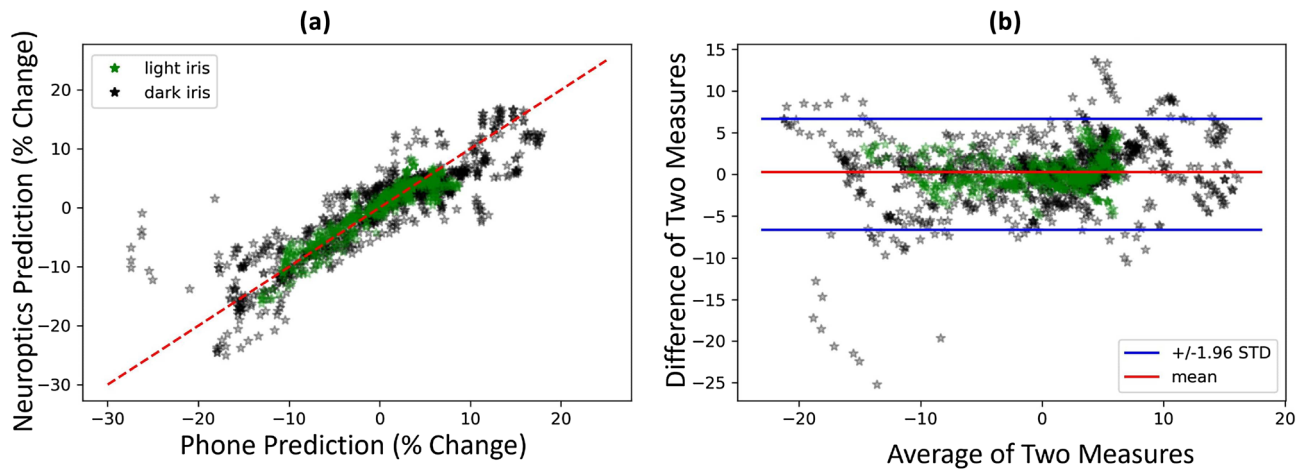 (a)
Neuroptics Prediction (% Change)
20
10
0
−10
−20
−30
light iris
dark iris
−30
−20
−10
0
10
20
Phone Prediction (% Change)
(b)
Difference of Two Measures
15
10
5
0
−5
−10
−15
−20
−25
+/-1.96 STD
mean
−20
−10
0
10
20
Average of Two Measures